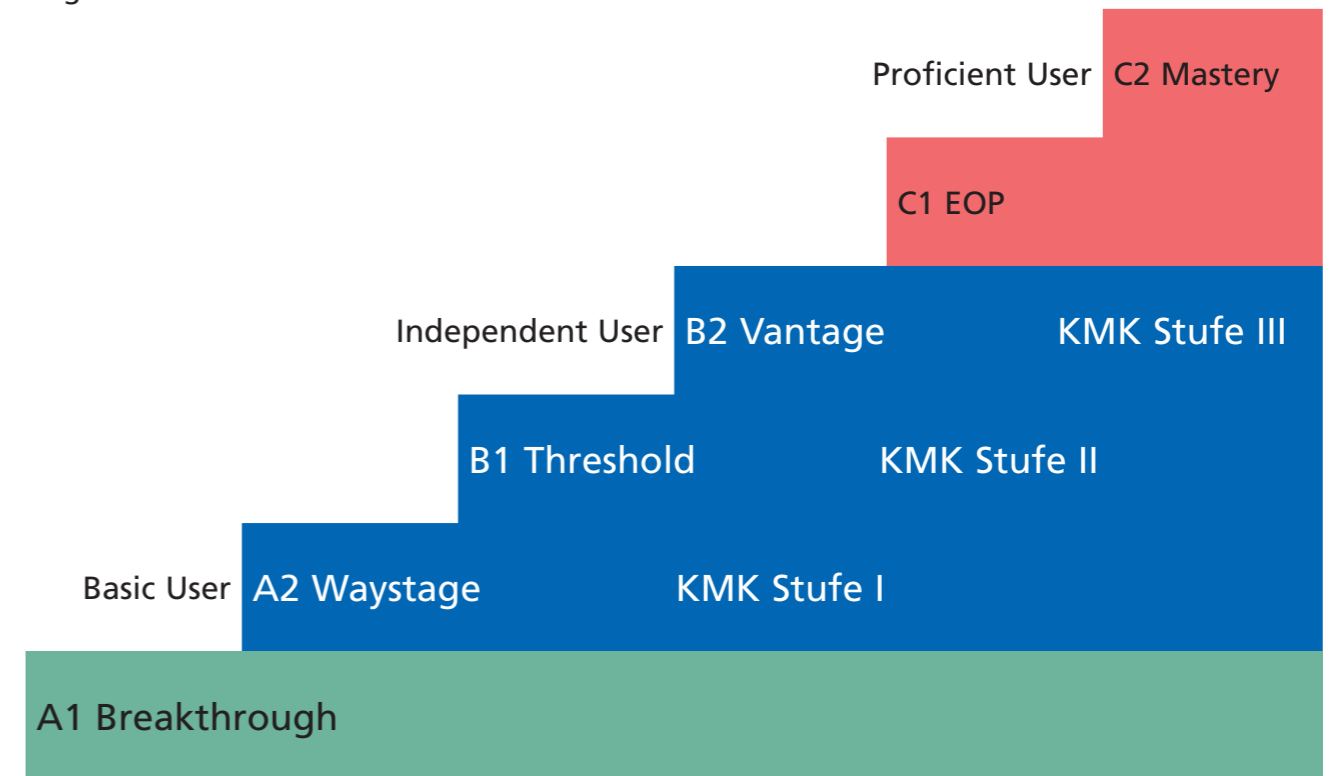 Proficient User C2 Mastery
C1 EOP
Independent User B2 Vantage KMK Stufe III
B1 Threshold KMK Stufe II
Basic User A2 Waystage KMK Stufe I
A1 Breakthrough